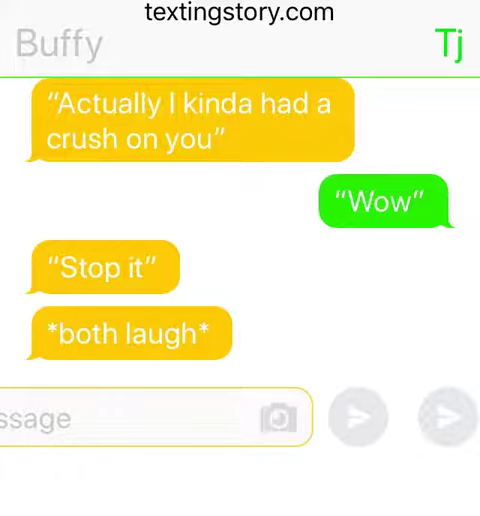 textingstory.com
Buffy
Tj
“Actually I kinda had a
crush on you”
“Wow”
“Stop it”
*both laugh*
ssage